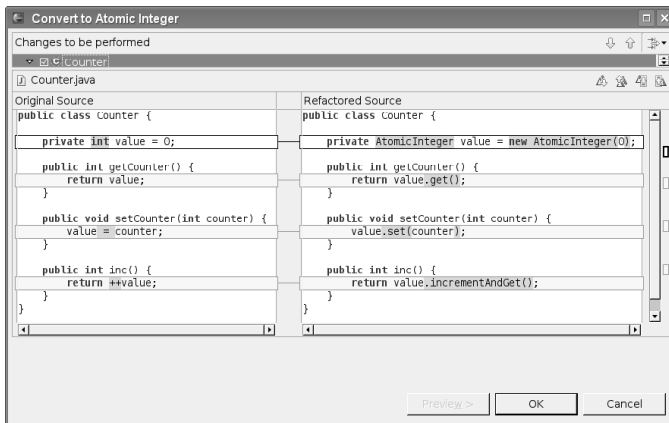 Convert to Atomic Integer
Changes to be performed
Counter
Counter.java
Original Source
public class Counter {
private int value = 0;
public int getCounter() {
return value;
}
public void setCounter(int counter) {
value = counter;
}
public int inc() {
return ++value;
}
}
Refactored Source
public class Counter {
private AtomicInteger value = new AtomicInteger(0);
public int getCounter() {
return value.get();
}
public void setCounter(int counter) {
value.set(counter);
}
public int inc() {
return value.incrementAndGet();
}
}
Preview >
OK
Cancel